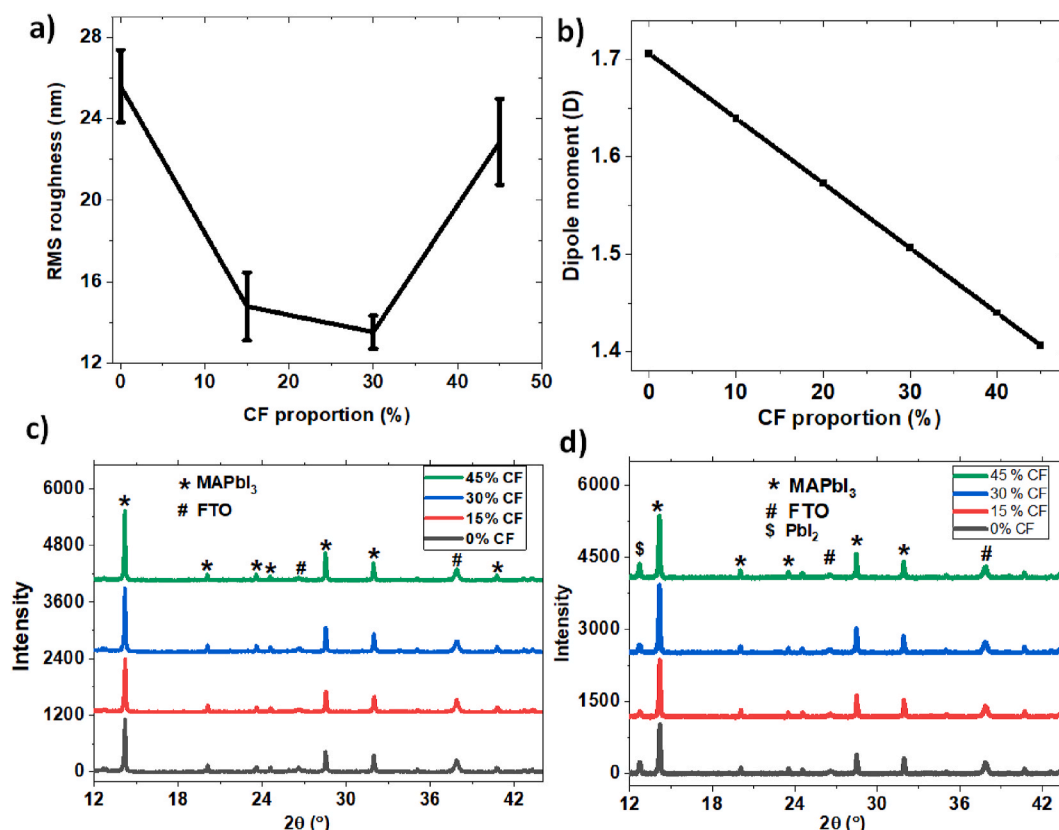 a)
28
24
20
16
12
RMS roughness (nm)
0 10 20 30 40 50
CF proportion (%)
b)
1.7
1.6
1.5
1.4
Dipole moment (D)
0 10 20 30 40
CF proportion (%)
c)
6000
4800
3600
2400
1200
0
Intensity
* MAPbI₃
# FTO
45% CF
30% CF
15% CF
0% CF
* * * * # * * # *
12 18 24 30 36 42
2θ (°)
d)
6000
4500
3000
1500
0
Intensity
* MAPbI₃
# FTO
$ PbI₂
45 % CF
30 % CF
15 % CF
0% CF
$ * * * # * * #
12 18 24 30 36 42
2θ (°)